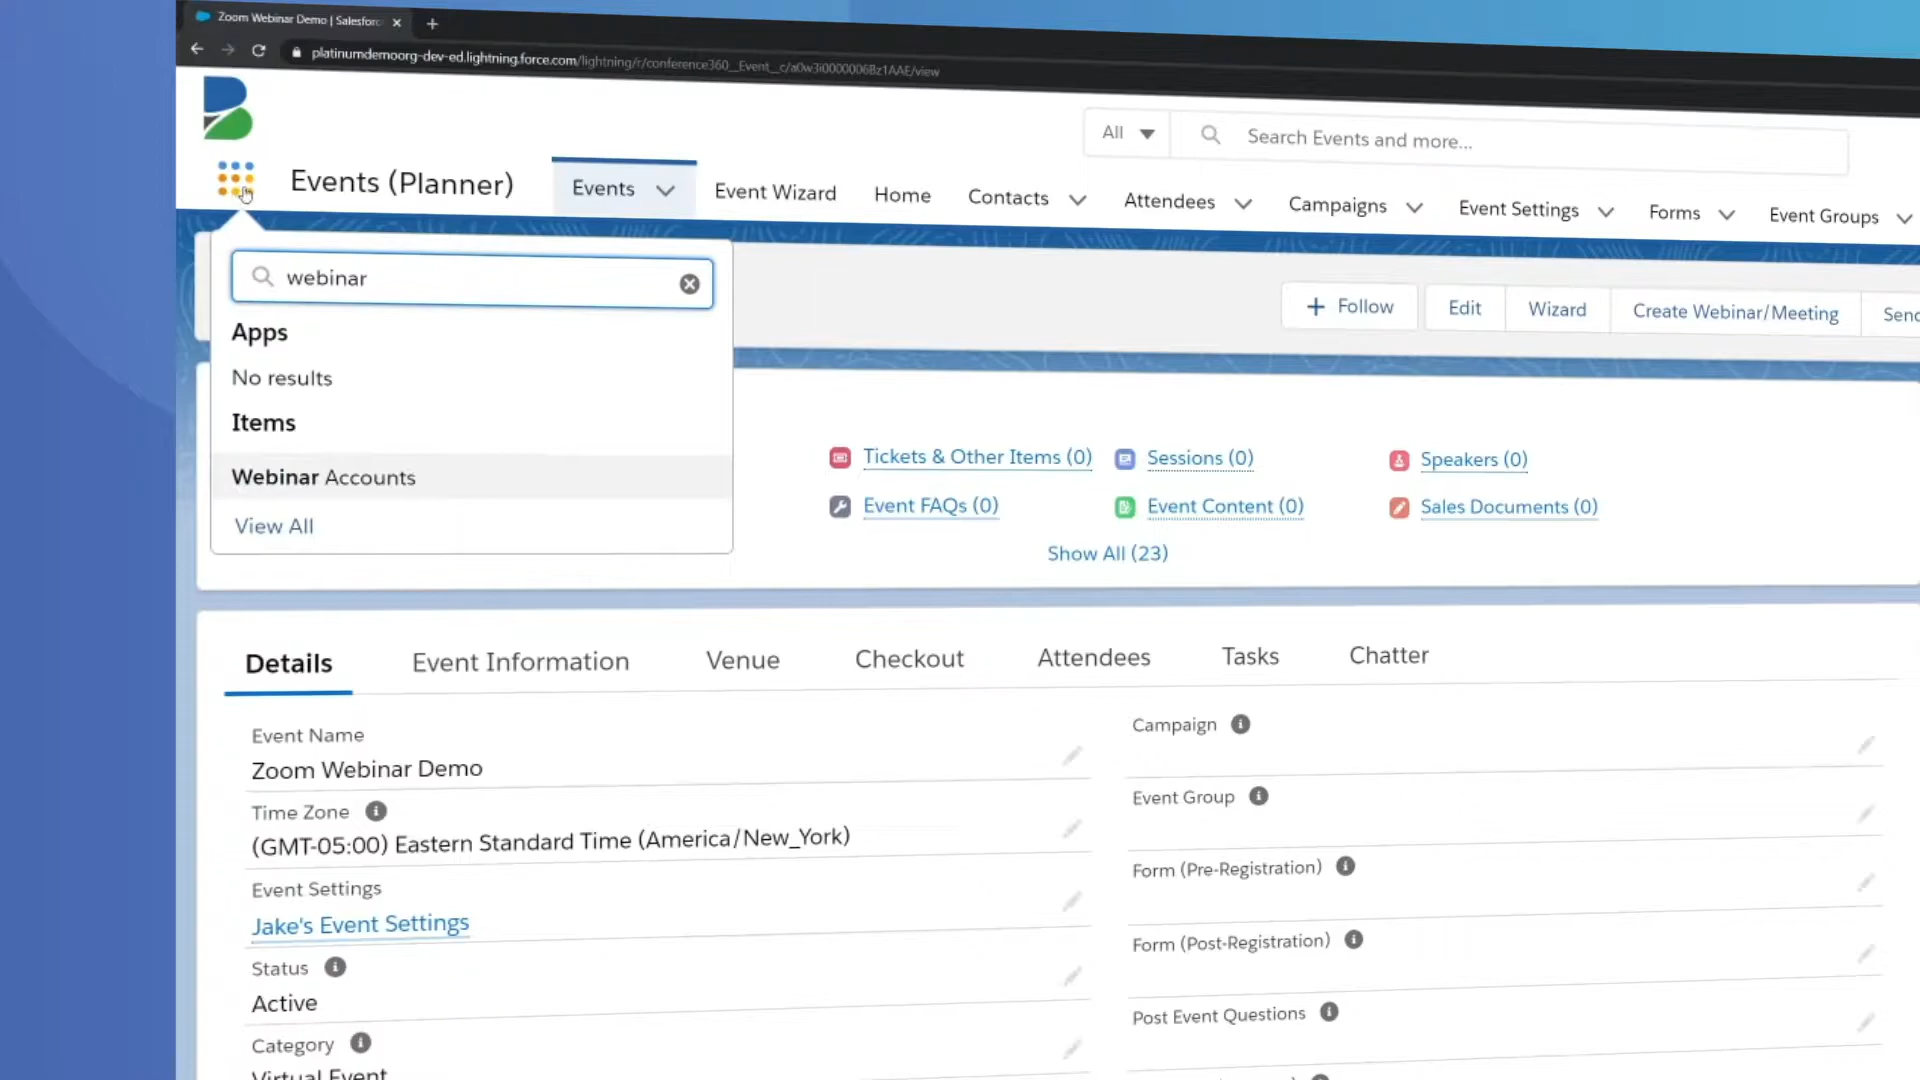 Zoom Webinar Demo | Salesforc
platinumdemoorg-dev-ed.lightning.force.com/lightning/r/conference360__Event__c/a0w3i0000006Bz1AAE/view
All
Search Events and more...
Events (Planner)
Events
Event Wizard
Home
Contacts
Attendees
Campaigns
Event Settings
Forms
Event Groups
webinar
Apps
No results
Items
Webinar Accounts
View All
Follow
Edit
Wizard
Create Webinar/Meeting
Tickets & Other Items (0)
Sessions (0)
Speakers (0)
Event FAQs (0)
Event Content (0)
Sales Documents (0)
Show All (23)
Details
Event Information
Venue
Checkout
Attendees
Tasks
Chatter
Event Name
Zoom Webinar Demo
Time Zone
(GMT-05:00) Eastern Standard Time (America/New_York)
Event Settings
Jake's Event Settings
Status
Active
Category
Virtual Event
Campaign
Event Group
Form (Pre-Registration)
Form (Post-Registration)
Post Event Questions